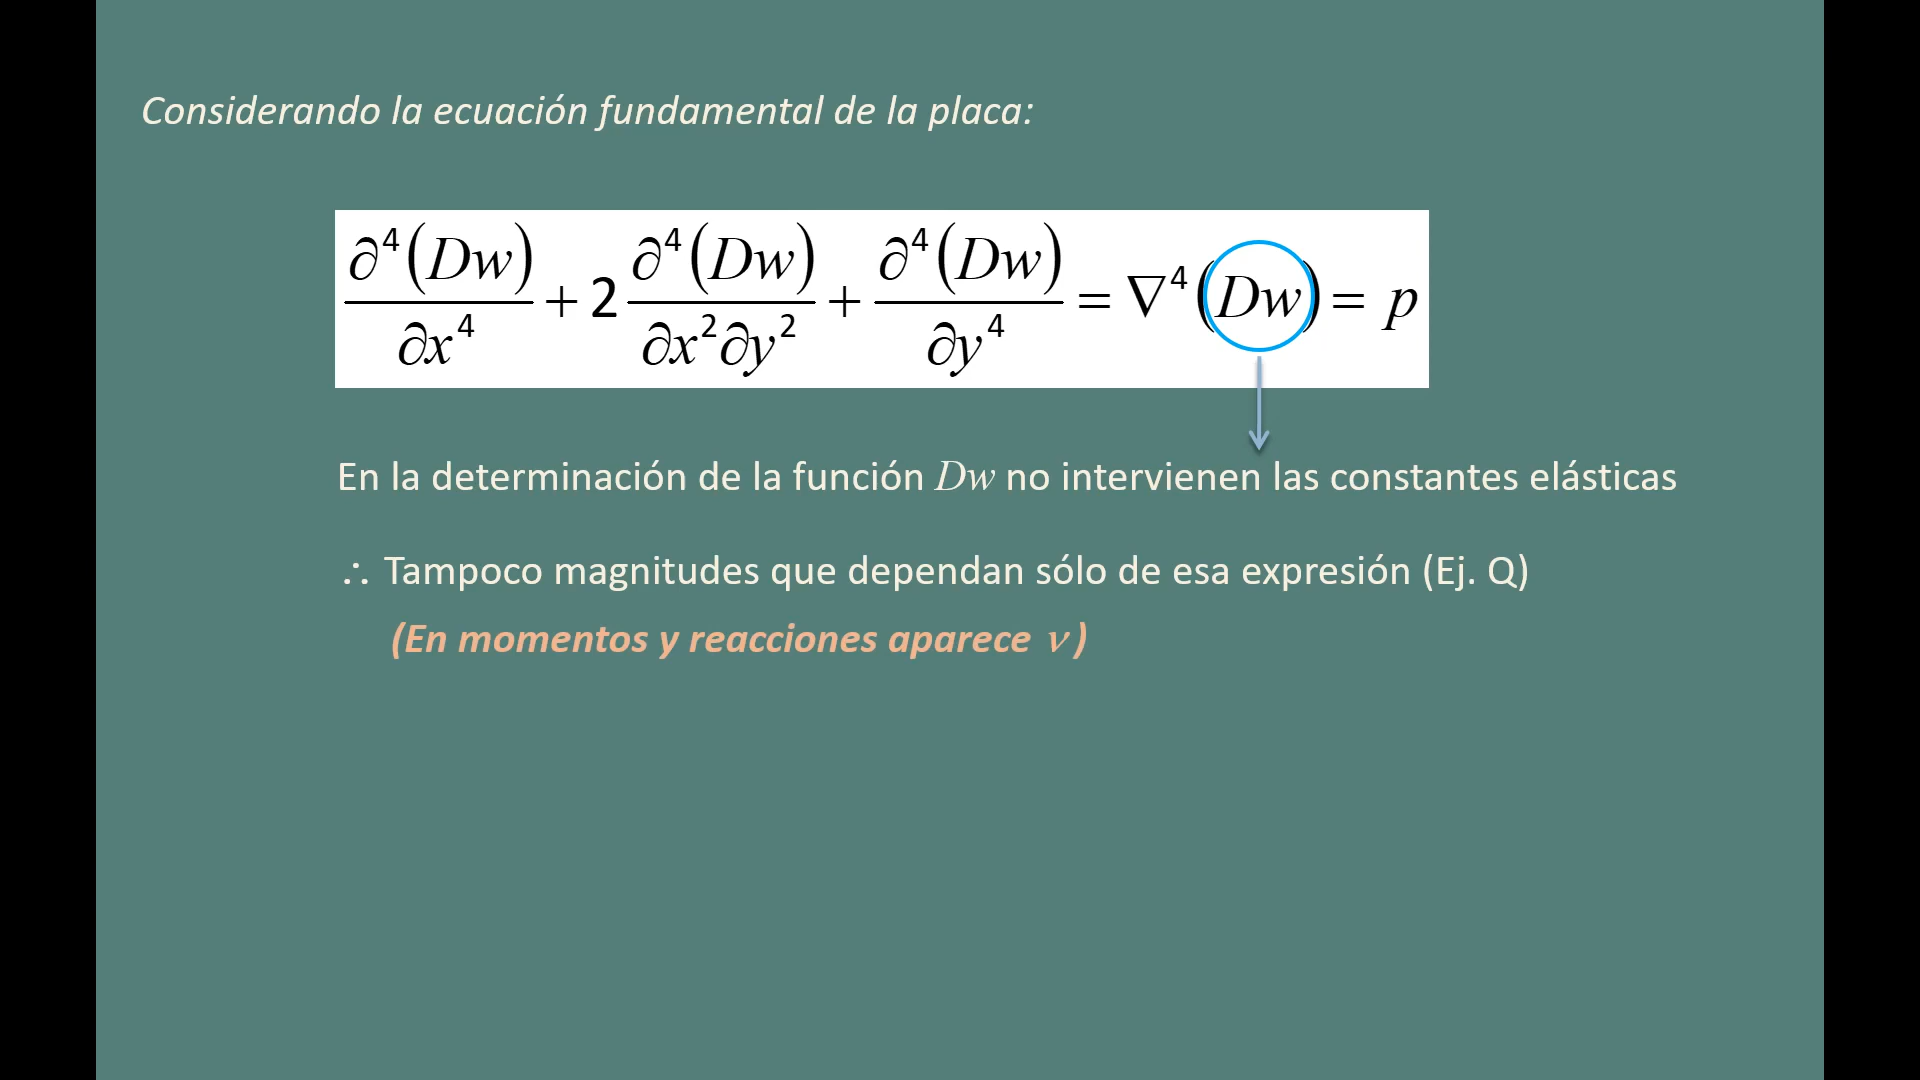 Considerando la ecuación fundamental de la placa:
∂⁴(Dw)/∂x⁴ + 2 ∂⁴(Dw)/∂x²∂y² + ∂⁴(Dw)/∂y⁴ = ∇⁴(Dw) = p
En la determinación de la función Dw no intervienen las constantes elásticas
∴ Tampoco magnitudes que dependan sólo de esa expresión (Ej. Q)
(En momentos y reacciones aparece ν)